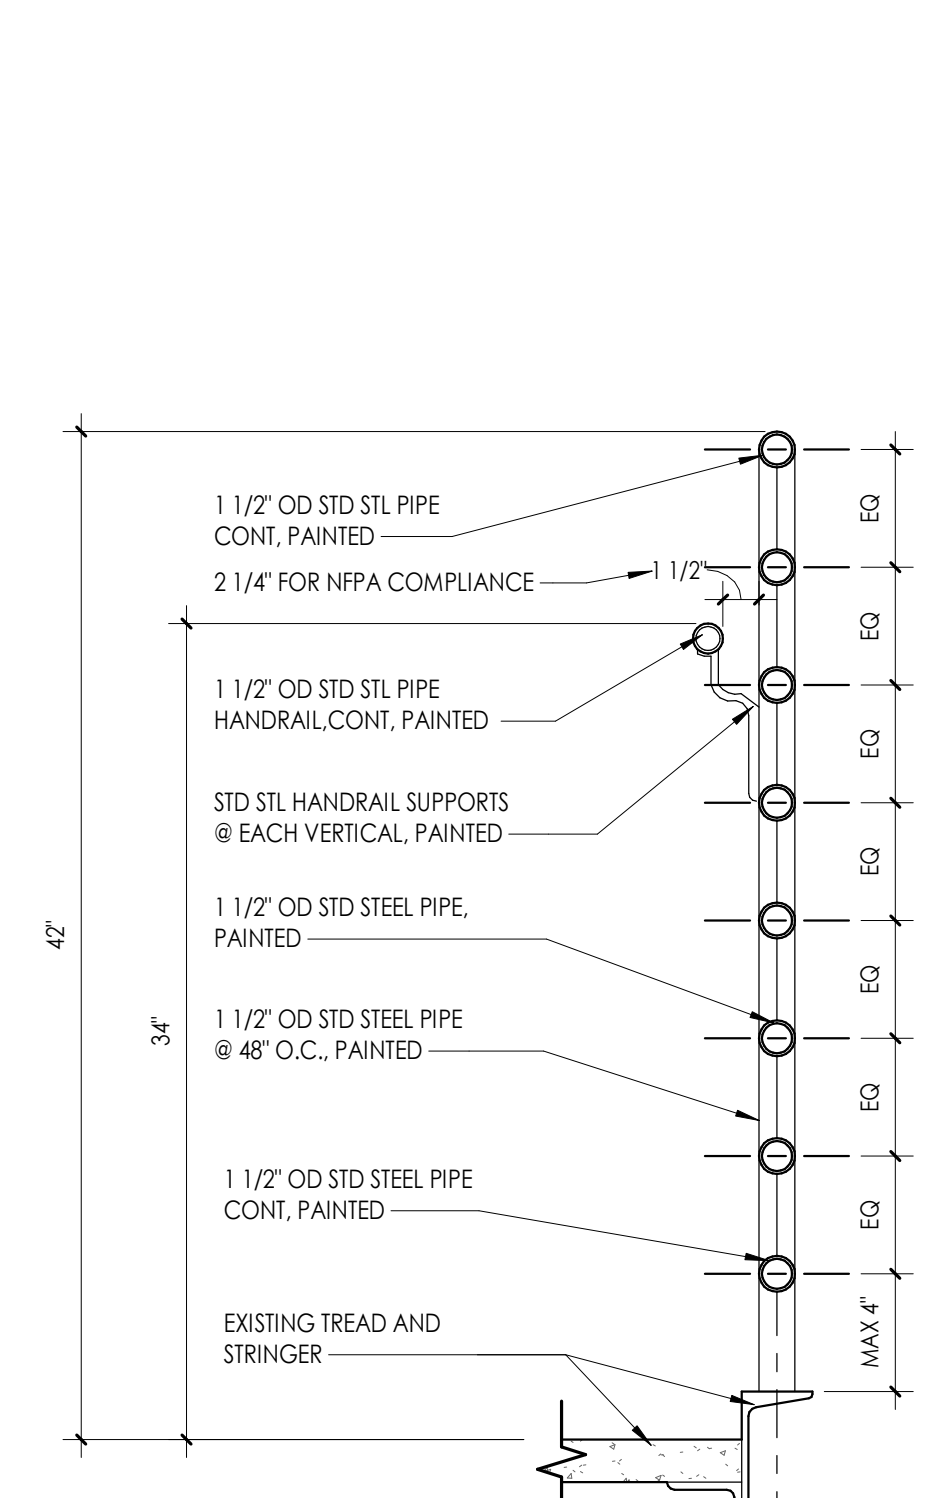 1 1/2" OD STD STL PIPE
CONT, PAINTED
2 1/4" FOR NFPA COMPLIANCE
1 1/2"
1 1/2" OD STD STL PIPE
HANDRAIL,CONT, PAINTED
STD STL HANDRAIL SUPPORTS
@ EACH VERTICAL, PAINTED
1 1/2" OD STD STEEL PIPE,
PAINTED
1 1/2" OD STD STEEL PIPE
@ 48" O.C., PAINTED
1 1/2" OD STD STEEL PIPE
CONT, PAINTED
EXISTING TREAD AND
STRINGER
42"
34"
EQ
EQ
EQ
EQ
EQ
EQ
EQ
MAX 4"